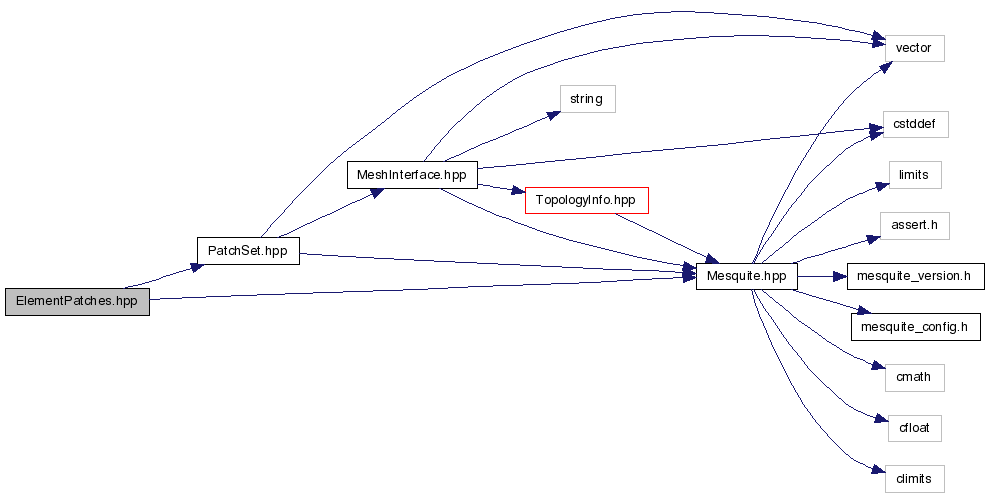 vector
string
cstddef
MeshInterface.hpp
limits
TopologyInfo.hpp
assert.h
PatchSet.hpp
Mesquite.hpp
mesquite_version.h
ElementPatches.hpp
mesquite_config.h
cmath
cfloat
climits